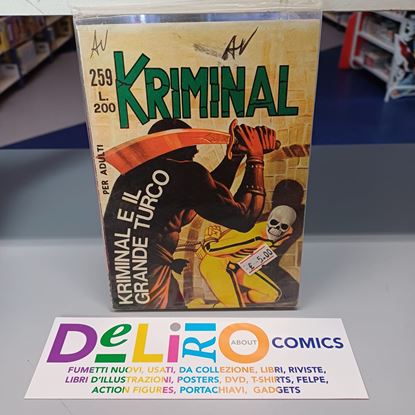 AV
AV
259
L.
200
KRIMINAL
PER ADULTI
KRIMINAL E IL
GRANDE TURCO
£ 5.00
DELiRiO
ABOUT
COMICS
FUMETTI NUOVI, USATI, DA COLLEZIONE, LIBRI, RIVISTE,
LIBRI D'ILLUSTRAZIONI, POSTERS, DVD, T-SHIRTS, FELPE,
ACTION FIGURES, PORTACHIAVI, GADGETS